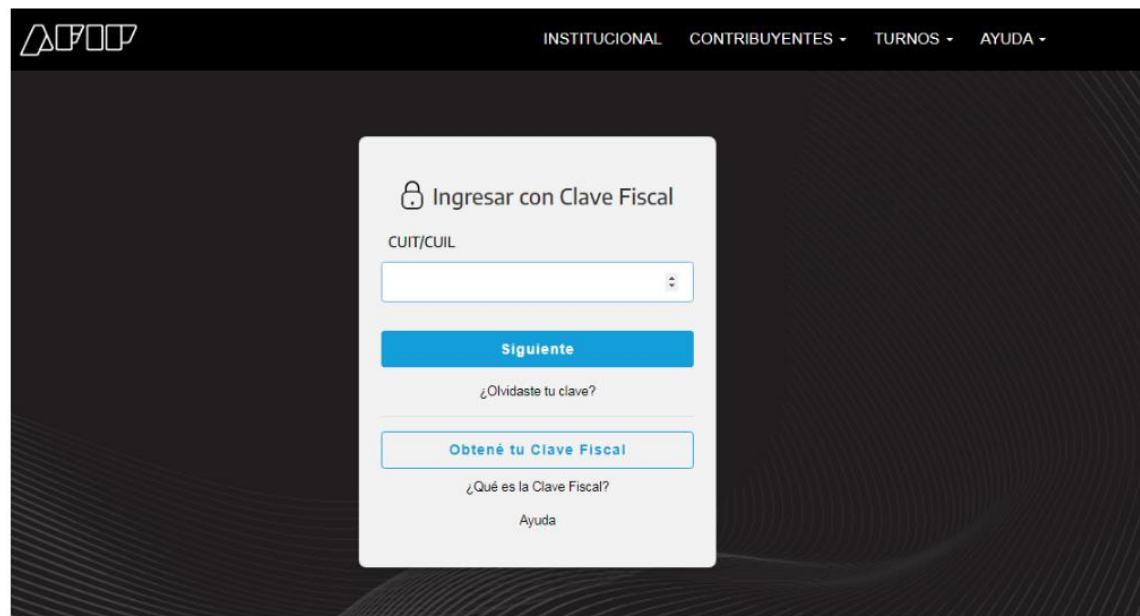 AFIP
INSTITUCIONAL CONTRIBUYENTES TURNOS AYUDA
Ingresar con Clave Fiscal
CUIT/CUIL
Siguiente
¿Olvidaste tu clave?
Obtené tu Clave Fiscal
¿Qué es la Clave Fiscal?
Ayuda